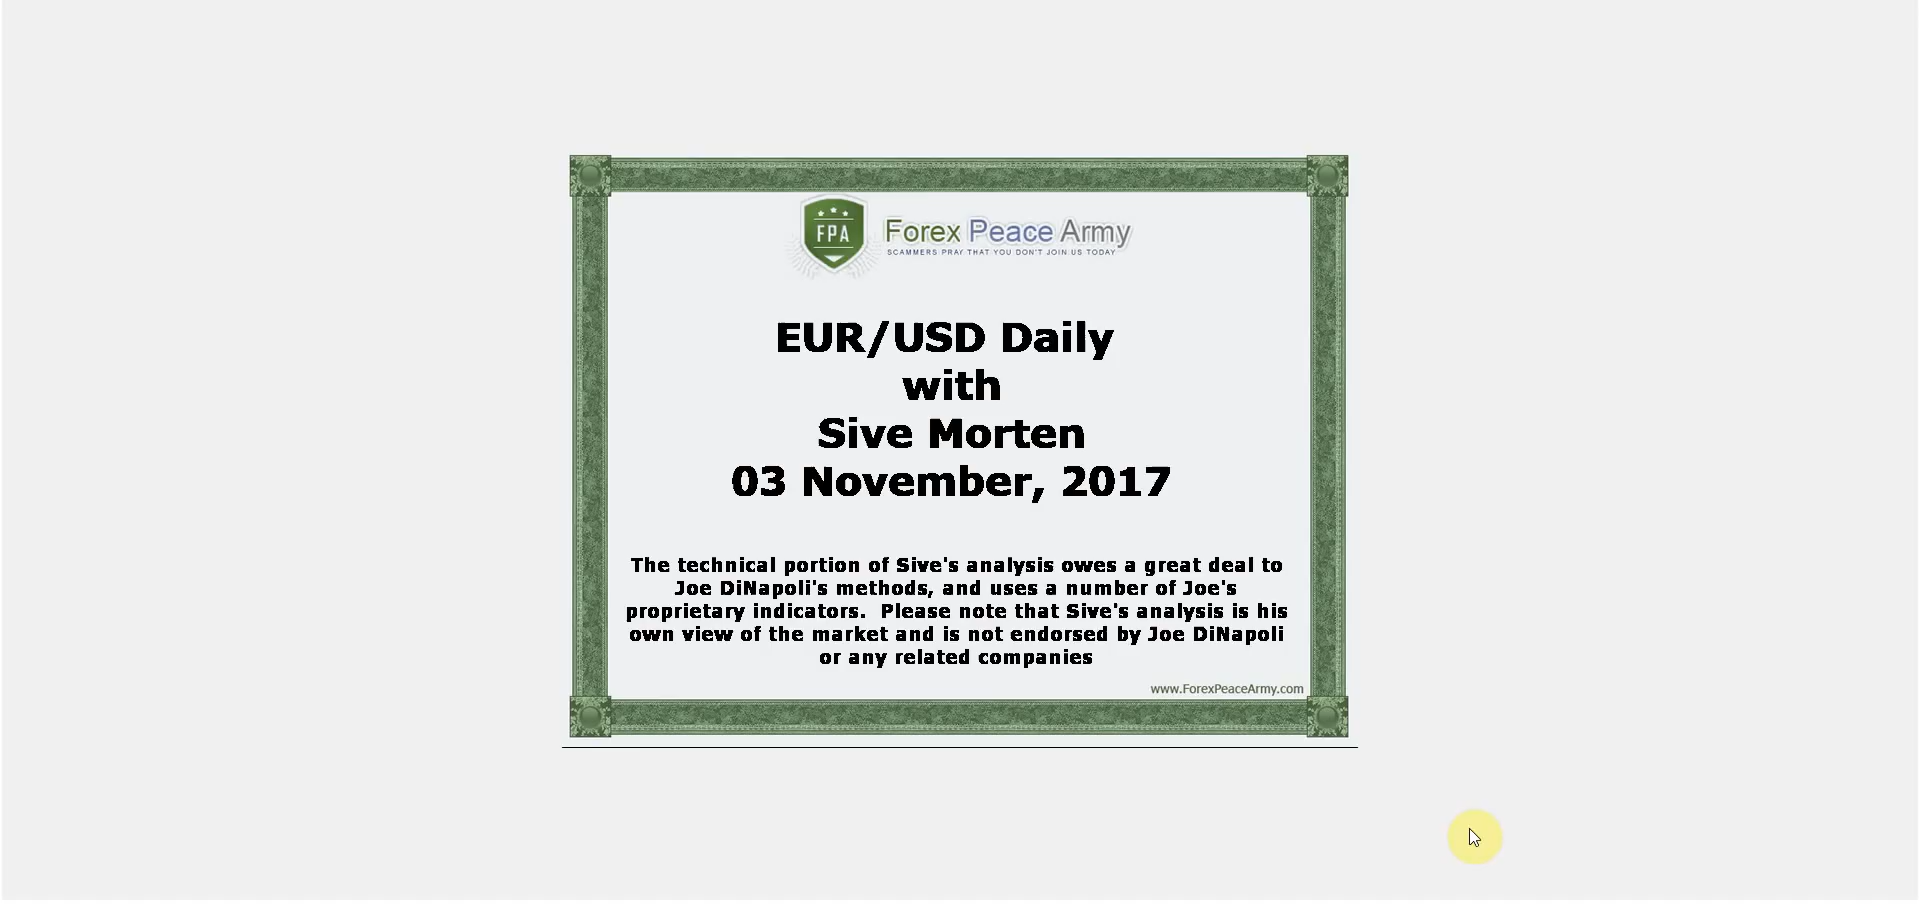 FPA
Forex Peace Army
SCAMMERS PRAY THAT YOU DON'T JOIN US TODAY
EUR/USD Daily
with
Sive Morten
03 November, 2017
The technical portion of Sive's analysis owes a great deal to
Joe DiNapoli's methods, and uses a number of Joe's
proprietary indicators.  Please note that Sive's analysis is his
own view of the market and is not endorsed by Joe DiNapoli
or any related companies
www.ForexPeaceArmy.com